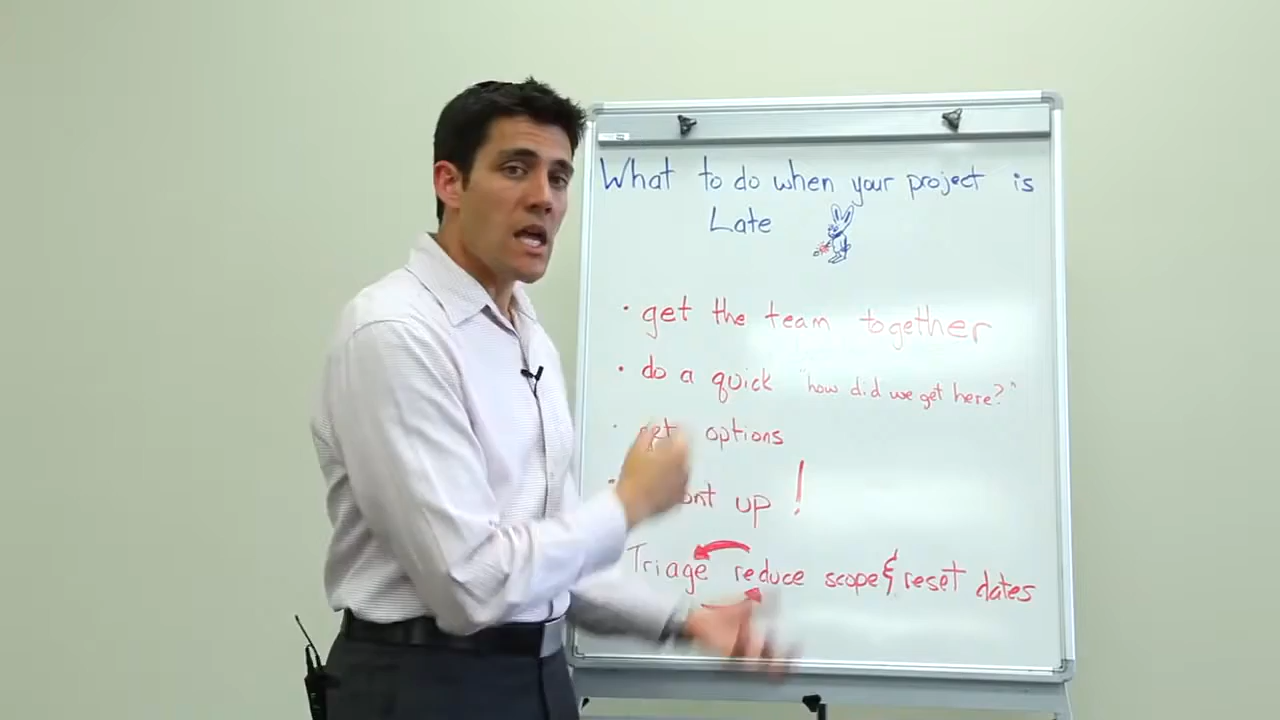 What to do when your project is
Late
• get the team together
• do a quick "how did we get here?"
• get options
up!
Triage reduce scope & reset dates